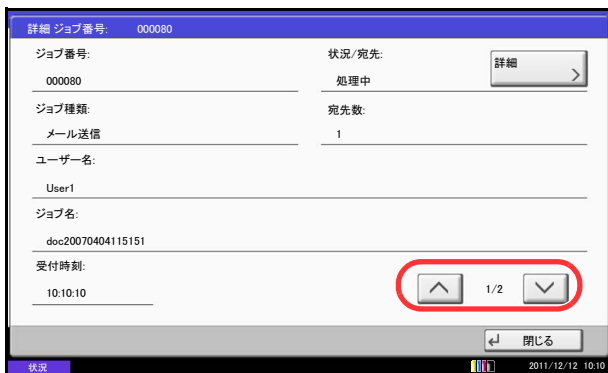 詳細 ジョブ番号: 000080
ジョブ番号:
000080
状況/宛先:
処理中
詳細
ジョブ種類:
メール送信
宛先数:
1
ユーザー名:
User1
ジョブ名:
doc20070404115151
受付時刻:
10:10:10
1/2
閉じる
状況
2011/12/12 10:10